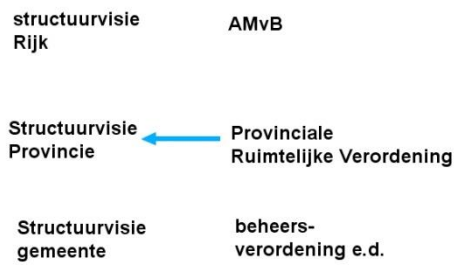 structuurvisie
Rijk
AMvB
Structuurvisie
Provincie
Provinciale
Ruimtelijke Verordening
Structuurvisie
gemeente
beheers-
verordening e.d.